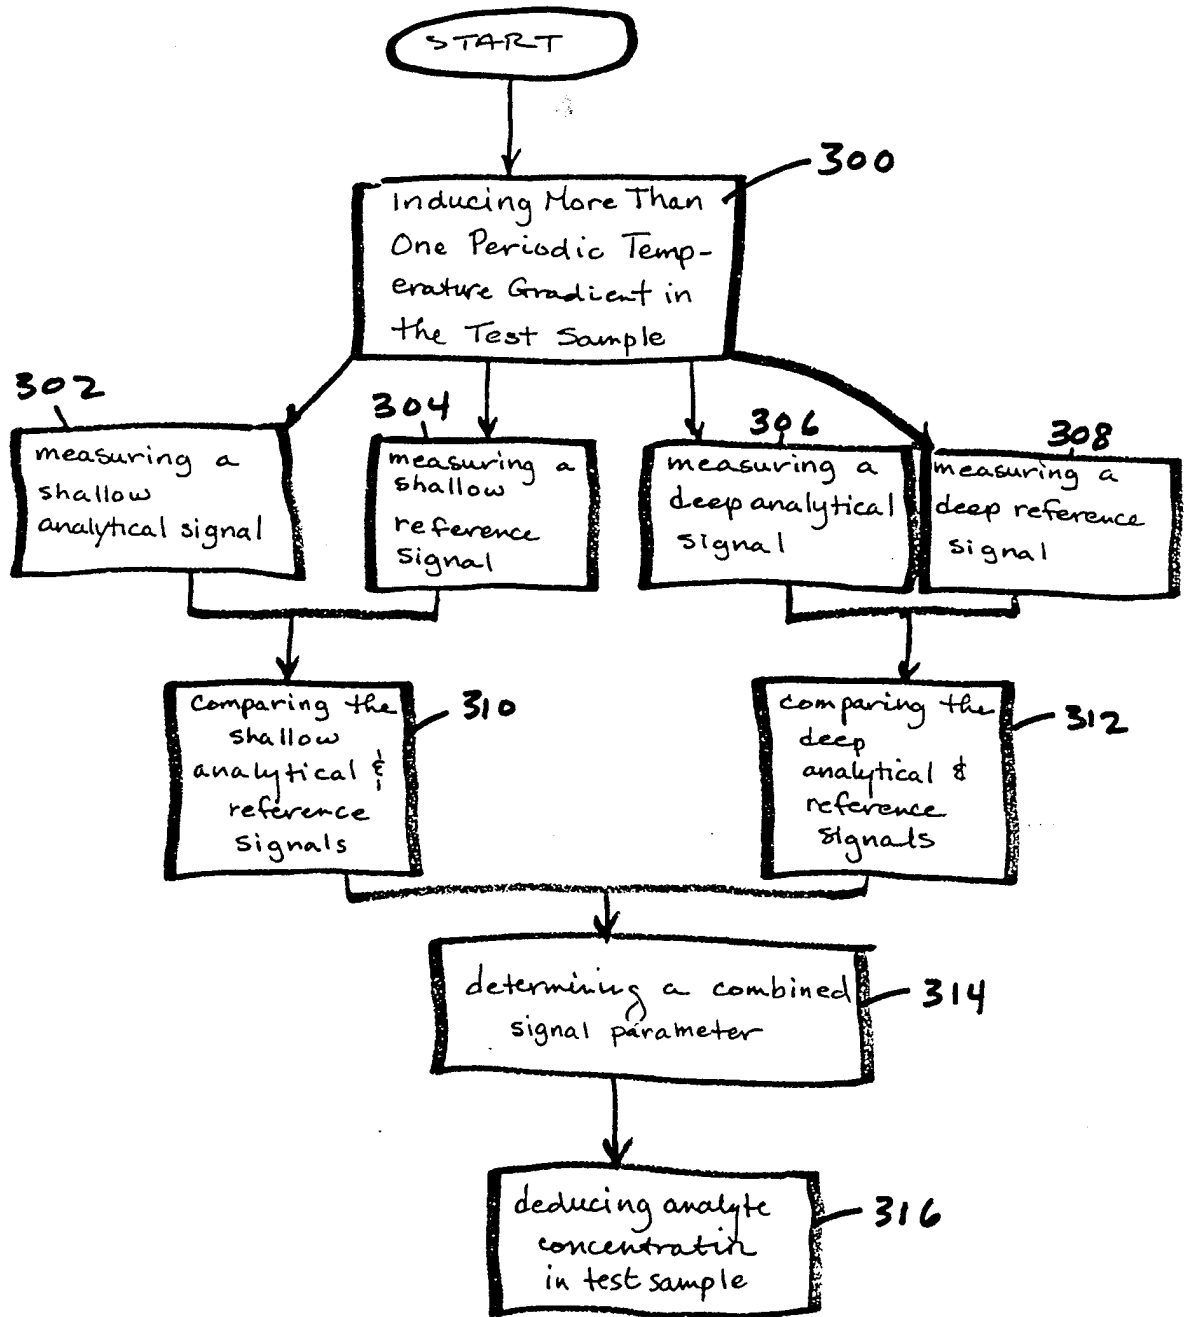 START
300
Inducing More Than
One Periodic Temp-
erature Gradient in
the Test Sample
302
measuring a
shallow
analytical signal
304
measuring a
shallow
reference
signal
306
measuring a
deep analytical
signal
308
measuring a
deep reference
signal
310
comparing the
shallow
analytical &
reference
signals
312
comparing the
deep
analytical &
reference
signals
314
determining a combined
signal parameter
316
deducing analyte
concentratin
in test sample